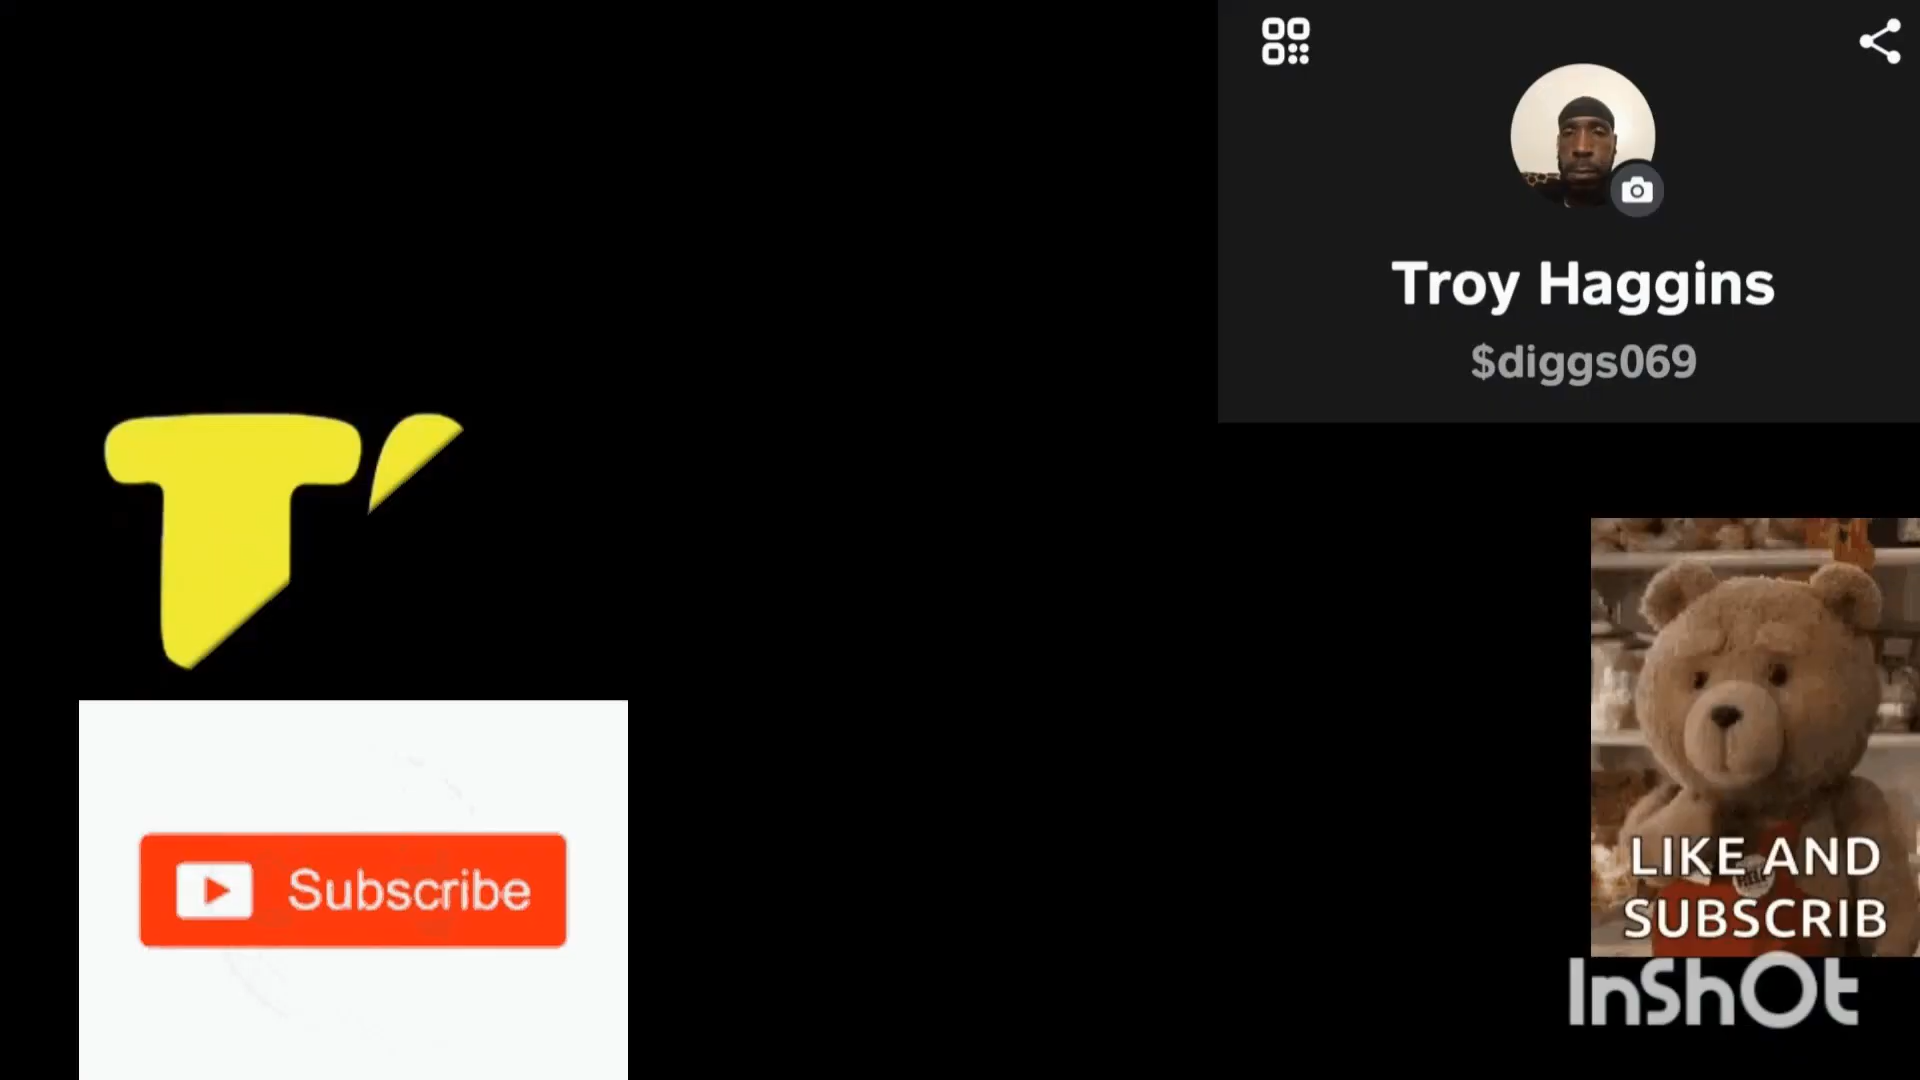 Troy Haggins
$diggs069
T
Subscribe
LIKE AND
SUBSCRIB
InShOt